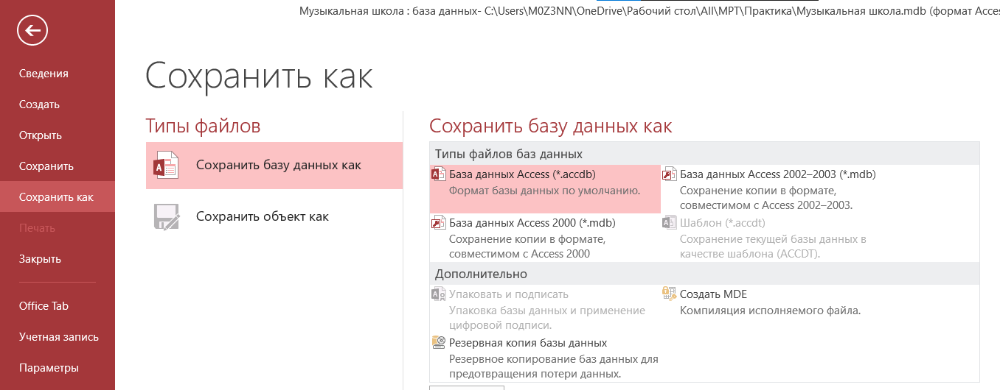 Музыкальная школа : база данных- C:\Users\M0Z3NN\OneDrive\Рабочий стол\All\MPT\Практика\Музыкальная школа.mdb (формат Acces
Сведения
Создать
Открыть
Сохранить
Сохранить как
Печать
Закрыть
Office Tab
Учетная запись
Параметры
Сохранить как
Типы файлов
Сохранить базу данных как
Сохранить объект как
Сохранить базу данных как
Типы файлов баз данных
База данных Access (*.accdb)
Формат базы данных по умолчанию.
База данных Access 2002–2003 (*.mdb)
Сохранение копии в формате,
совместимом с Access 2002–2003.
База данных Access 2000 (*.mdb)
Сохранение копии в формате,
совместимом с Access 2000
Шаблон (*.accdt)
Сохранение текущей базы данных в
качестве шаблона (ACCDT).
Дополнительно
Упаковать и подписать
Упаковка базы данных и применение
цифровой подписи.
Создать MDE
Компиляция исполняемого файла.
Резервная копия базы данных
Резервное копирование баз данных для
предотвращения потери данных.